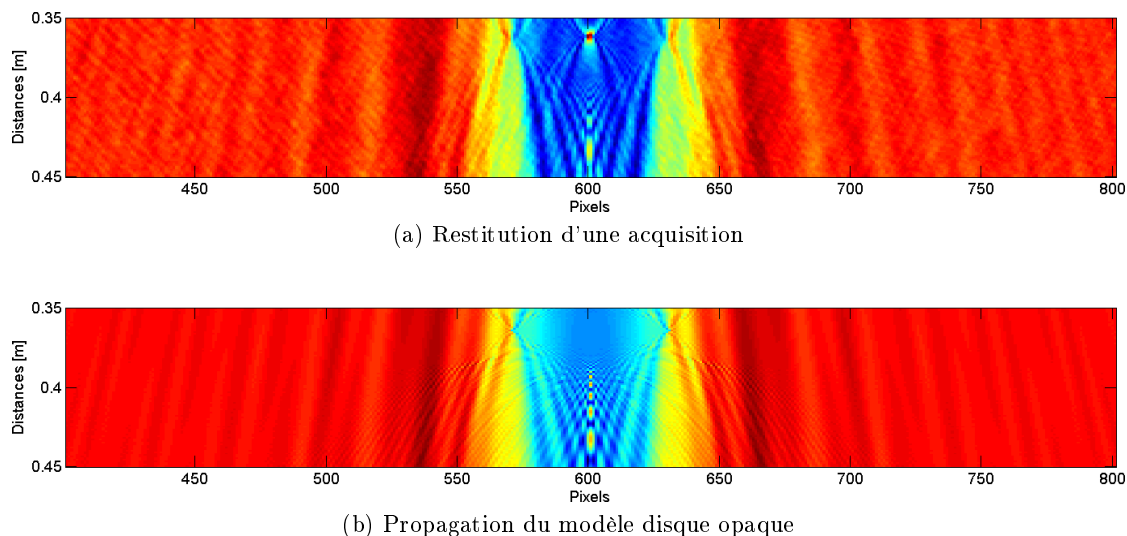 0.35
0.4
0.45
Distances [m]
450 500 550 600 650 700 750 800
Pixels
(a) Restitution d'une acquisition
0.35
0.4
0.45
Distances [m]
450 500 550 600 650 700 750 800
Pixels
(b) Propagation du modèle disque opaque